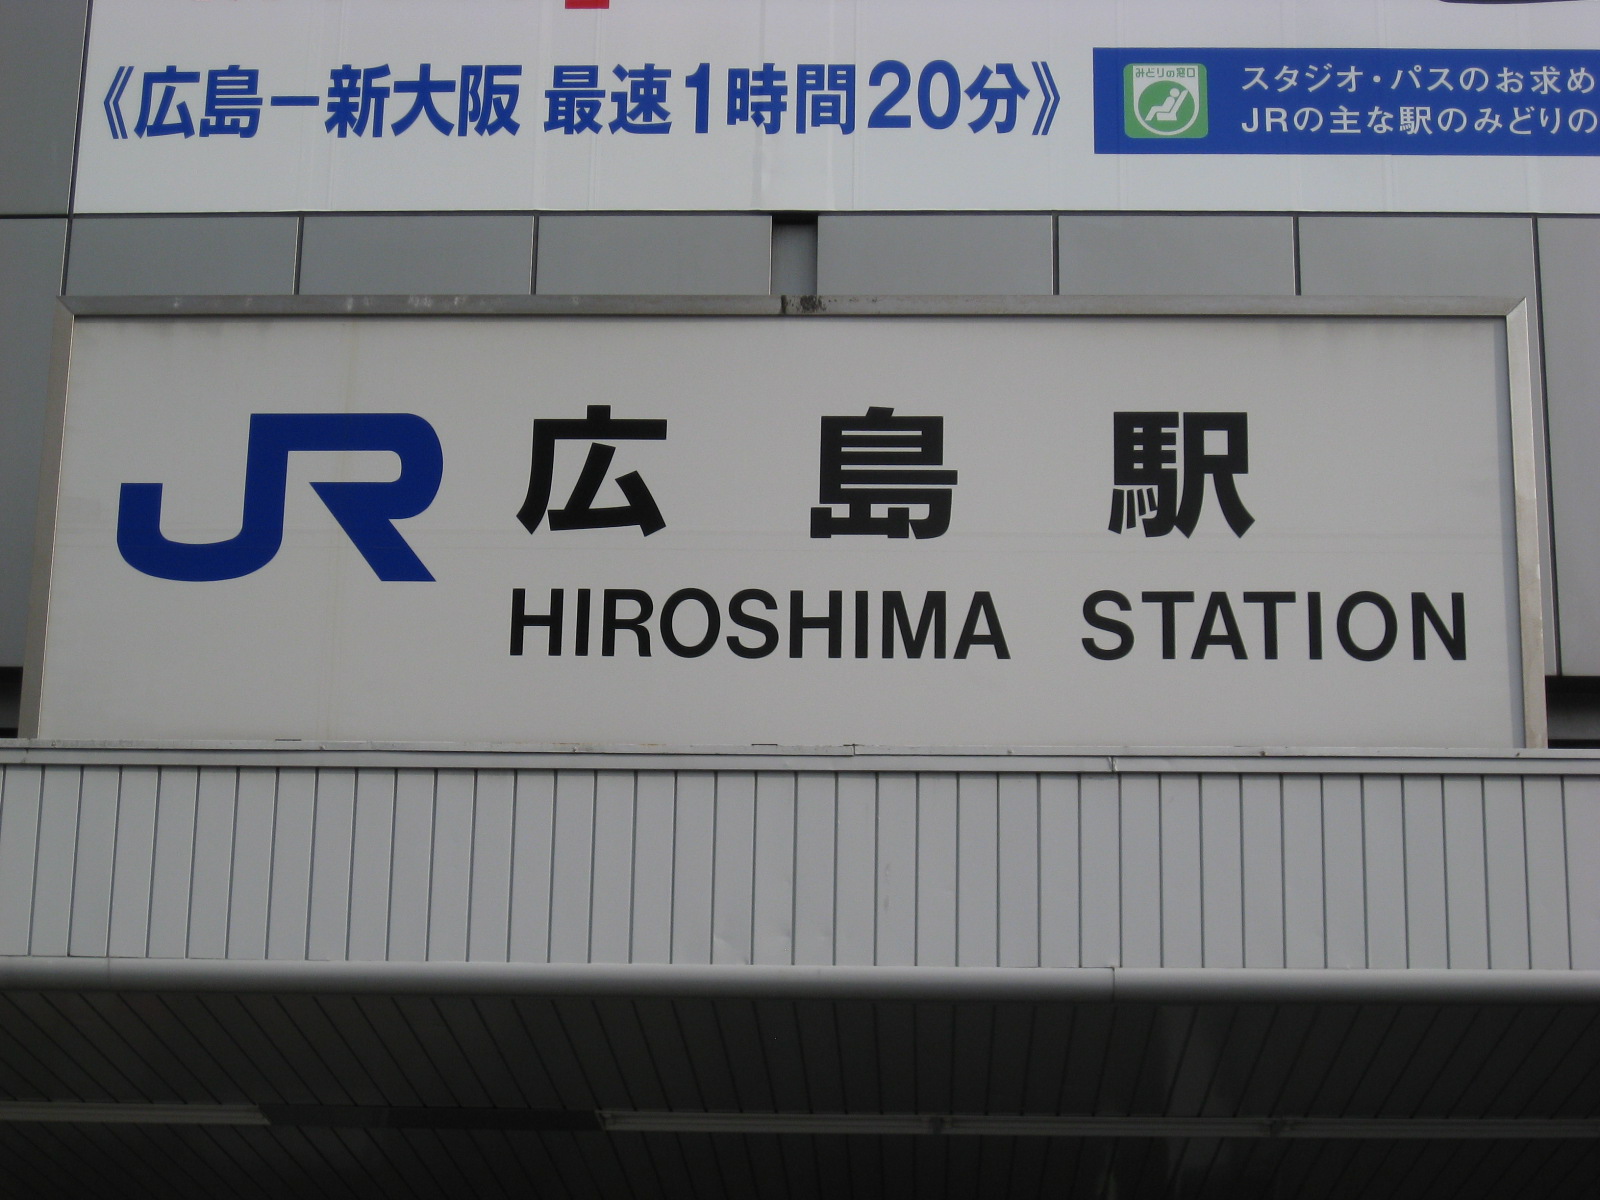 《広島ー新大阪 最速1時間20分》
みどりの窓口
スタジオ・パスのお求め
JRの主な駅のみどりの
JR 広島駅
HIROSHIMA STATION